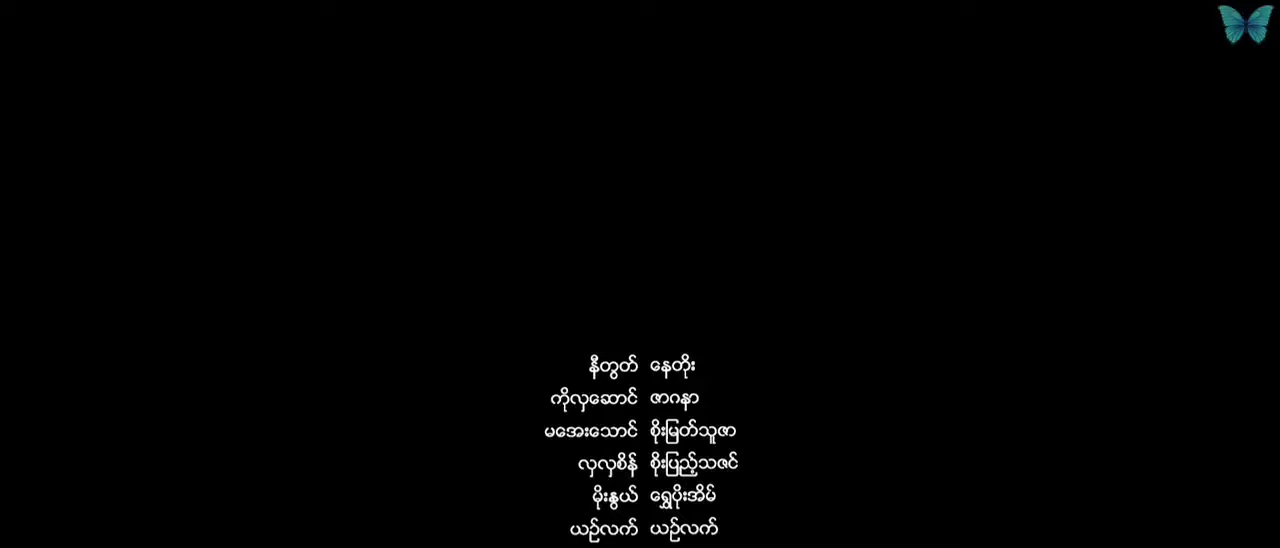 နီတွတ် နေတိုး
ကိုလှဆောင် ဇာဂနာ
မအေးသောင် စိုးမြတ်သူဇာ
လှလှစိန် စိုးပြည့်သဇင်
မိုးနွယ် ရွှေပိုးအိမ်
ယဉ်လက် ယဉ်လက်